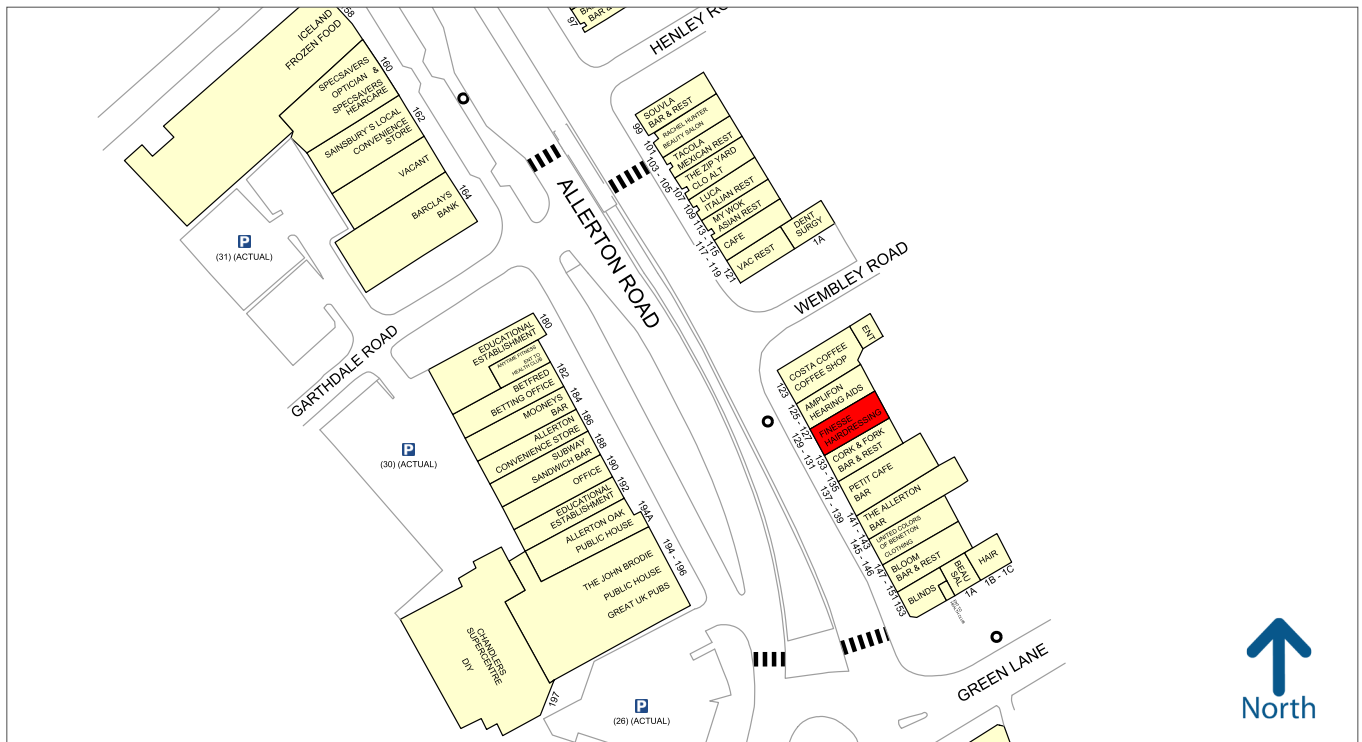 158
ICELAND
FROZEN FOOD
160
SPECSAVERS
OPTICIAN &
SPECSAVERS
HEARCARE
162
SAINSBURY'S LOCAL
CONVENIENCE
STORE
VACANT
164
BARCLAYS
BANK
P
(31) (ACTUAL)
GARTHDALE ROAD
97
BAR &
HENLEY
ALLERTON ROAD
SOUVLA
BAR & REST
99
RACHEL HUNTER
BEAUTY SALON
101
TACOLA
MEXICAN REST
103 - 105
THE ZIP YARD
CLO ALT
107
LUCA
ITALIAN REST
109
MY WOK
ASIAN REST
113 - 115
CAFE
117 - 119
VAC REST
121
DENT
SURGY
1A
WEMBLEY ROAD
180
EDUCATIONAL
ESTABLISHMENT
ANYTIME FITNESS
ENT TO
HEALTH CLUB
182
BETFRED
BETTING OFFICE
184
MOONEYS
BAR
186
ALLERTON
CONVENIENCE STORE
188
SUBWAY
SANDWICH BAR
190
OFFICE
192
EDUCATIONAL
ESTABLISHMENT
194A
ALLERTON OAK
PUBLIC HOUSE
194 - 196
THE JOHN BRODIE
PUBLIC HOUSE
GREAT UK PUBS
P
(30) (ACTUAL)
CHANDLERS
SUPERCENTRE
DIY
197
P
(26) (ACTUAL)
COSTA COFFEE
COFFEE SHOP
ENT
123
AMPLIFON
HEARING AIDS
125 - 127
FINESSE
HAIRDRESSING
129 - 131
CORK & FORK
BAR & REST
133 - 135
PETIT CAFE
BAR
137 - 139
THE ALLERTON
BAR
141 - 143
UNITED COLORS
OF BENETTON
CLOTHING
145 - 146
BLOOM
BAR & REST
147 - 151
BLINDS
153
BEAU
SAL
1A
HAIR
1B - 1C
GREEN LANE
North